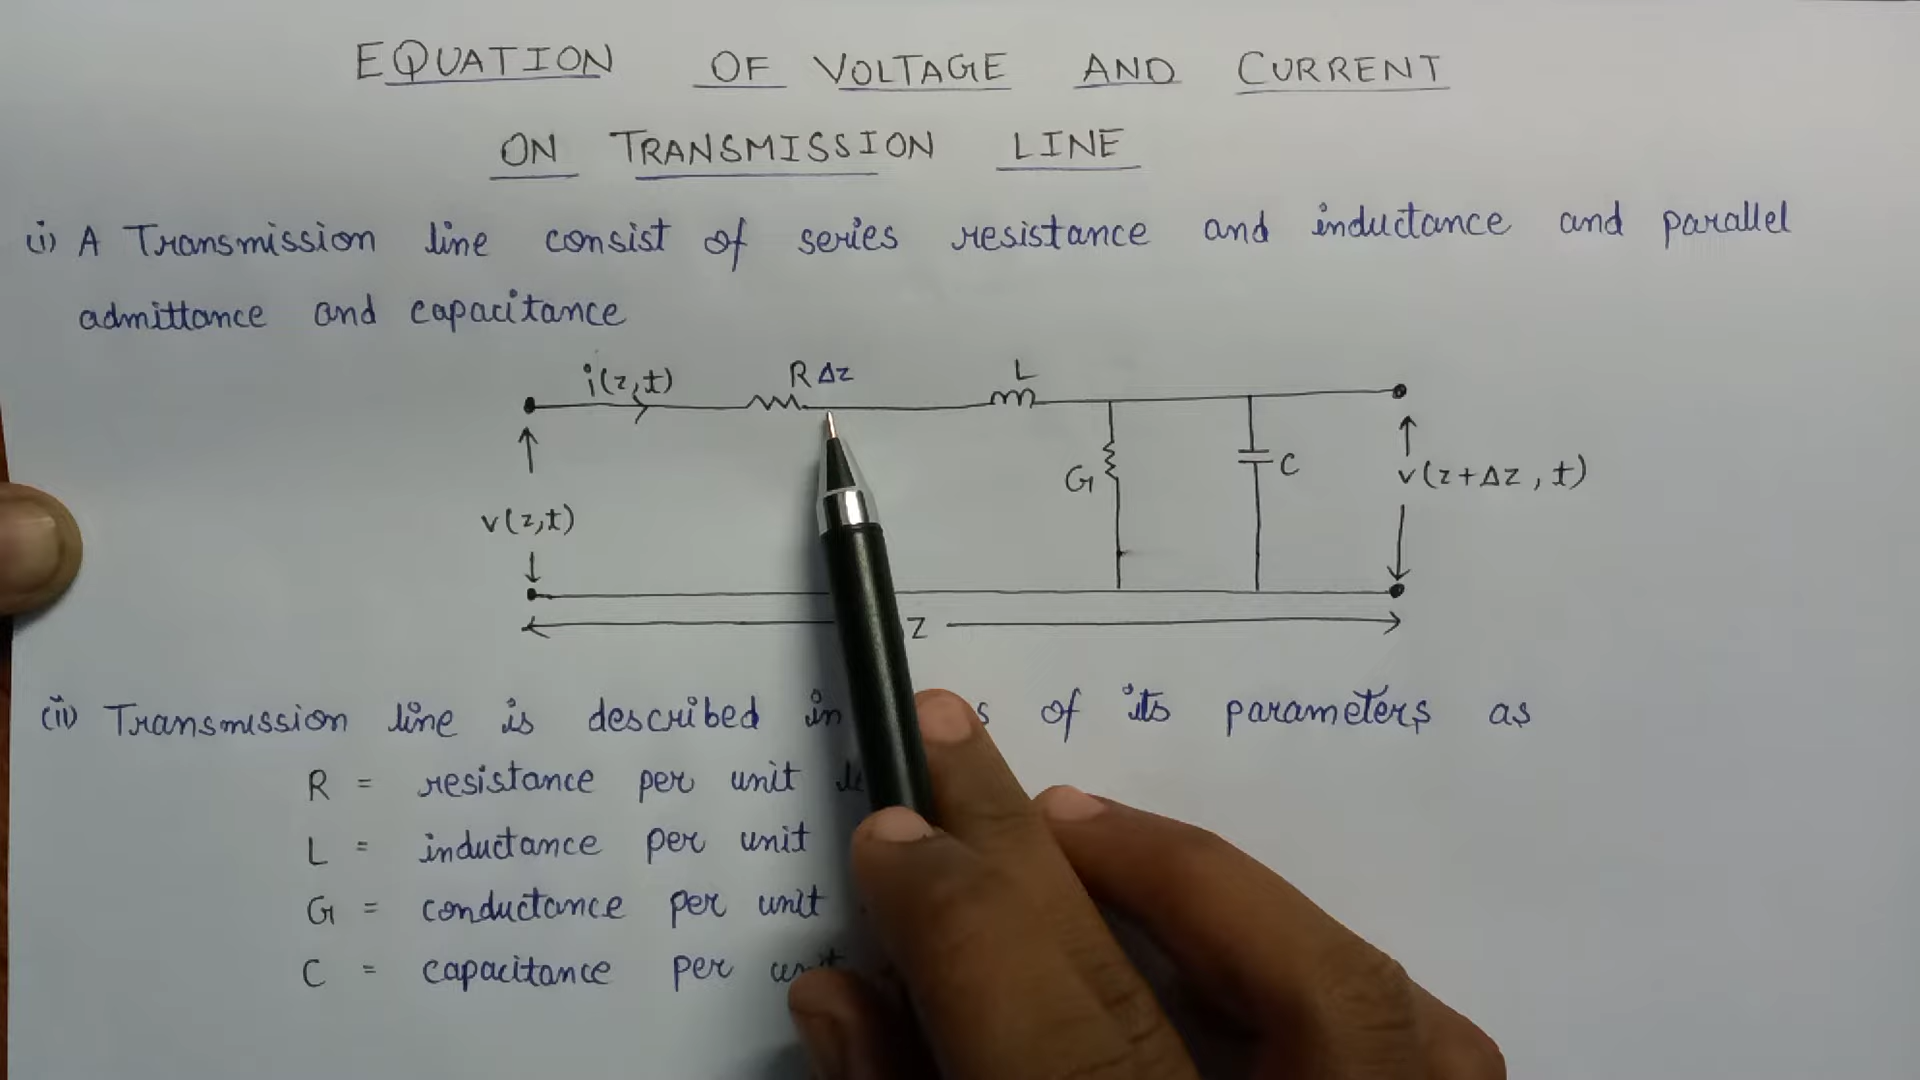 EQUATION OF VOLTAGE AND CURRENT
ON TRANSMISSION LINE
(i) A Transmission line consist of series resistance and inductance and parallel
admittance and capacitance
i(z,t)
RΔz
L
G
C
v(z,t)
v(z+Δz, t)
z
(ii) Transmission line is described in of its parameters as
R = resistance per unit
L = inductance per unit
G = conductance per unit
C = capacitance per unit